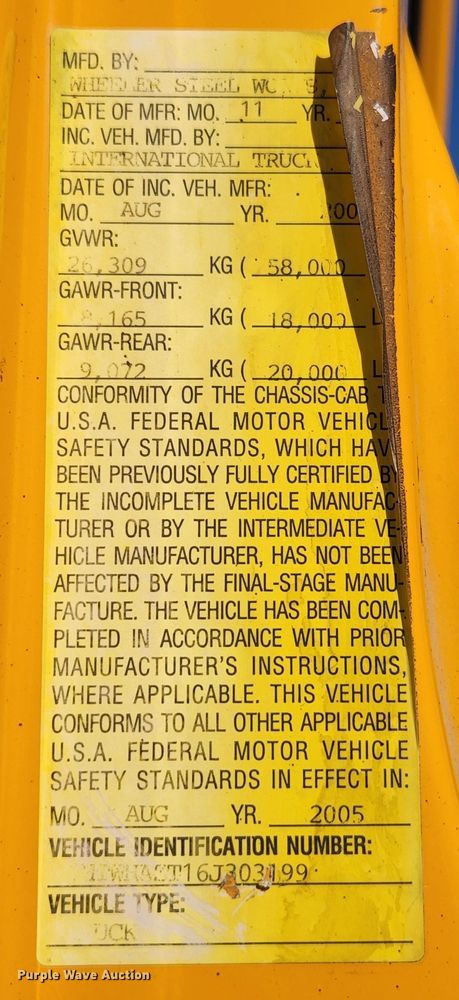 MFD. BY:
STEEL
DATE OF MFR: MO. 11 YR.
INC. VEH. MFD. BY:
INTERNATIONAL
DATE OF INC. VEH. MFR:
MO. AUG YR.
GVWR:
26,309 KG ( 58,000
GAWR-FRONT:
8,165 KG ( 18,000 L
GAWR-REAR:
9,072 KG ( 20,000 L
CONFORMITY OF THE CHASSIS-CAB T
U.S.A. FEDERAL MOTOR VEHICL
SAFETY STANDARDS, WHICH HAV
BEEN PREVIOUSLY FULLY CERTIFIED BY
THE INCOMPLETE VEHICLE MANUFAC-
TURER OR BY THE INTERMEDIATE VE-
HICLE MANUFACTURER, HAS NOT BEEN
AFFECTED BY THE FINAL-STAGE MANU-
FACTURE. THE VEHICLE HAS BEEN COM-
PLETED IN ACCORDANCE WITH PRIOR
MANUFACTURER'S INSTRUCTIONS,
WHERE APPLICABLE. THIS VEHICLE
CONFORMS TO ALL OTHER APPLICABLE
U.S.A. FEDERAL MOTOR VEHICLE
SAFETY STANDARDS IN EFFECT IN:
MO. AUG YR. 2005
VEHICLE IDENTIFICATION NUMBER:
VEHICLE TYPE:
UCK
Purple Wave Auction